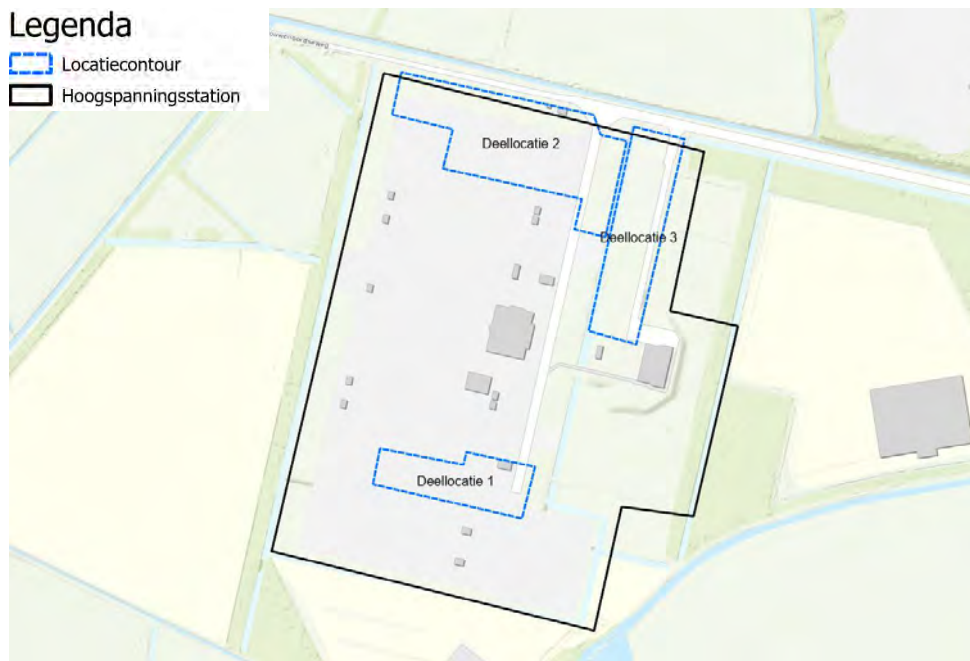 Legenda
Locatiecontour
Hoogspanningsstation
Deellocatie 2
Deellocatie 3
Deellocatie 1